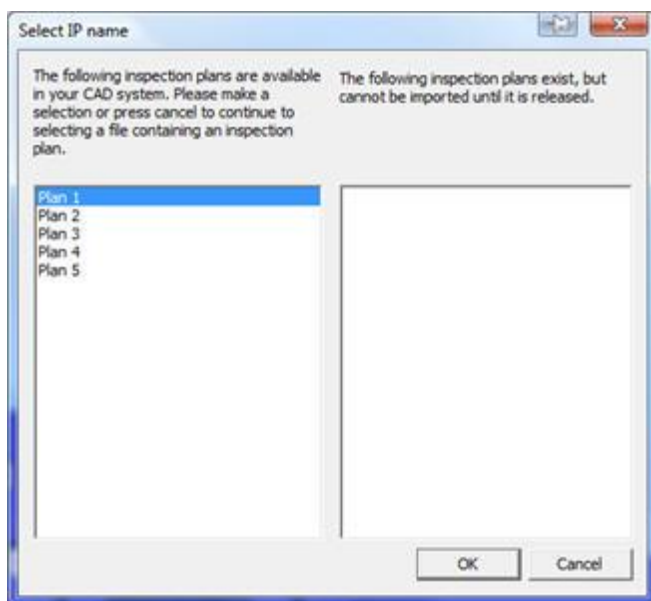 Select IP name
The following inspection plans are available
in your CAD system. Please make a
selection or press cancel to continue to
selecting a file containing an inspection
plan.
The following inspection plans exist, but
cannot be imported until it is released.
Plan 1
Plan 2
Plan 3
Plan 4
Plan 5
OK
Cancel